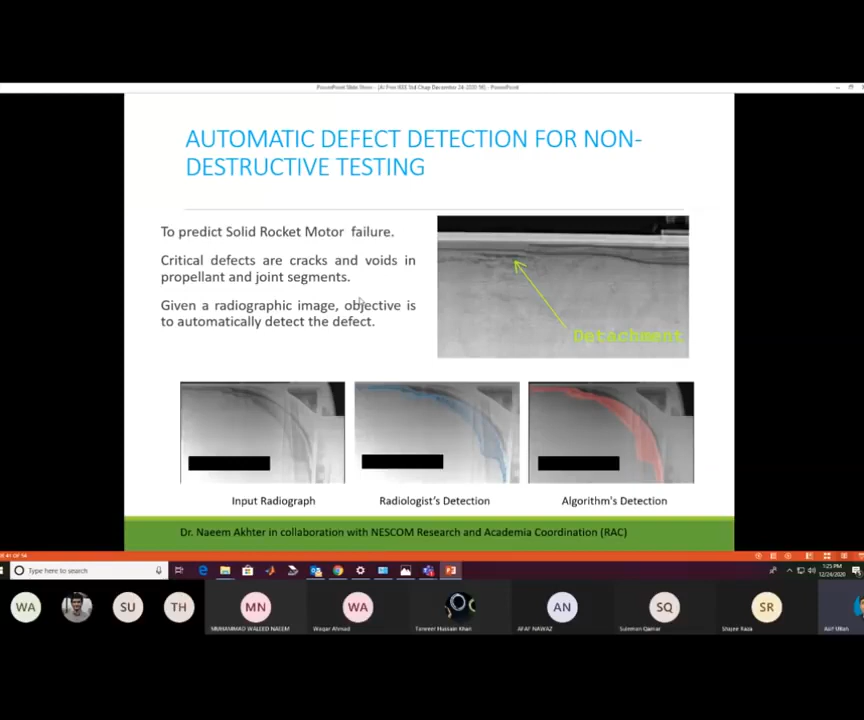 PowerPoint Slide Show - [AI Pres IEEE Std Chap December 24-2020 SE] - PowerPoint
AUTOMATIC DEFECT DETECTION FOR NON-
DESTRUCTIVE TESTING
To predict Solid Rocket Motor failure.
Critical defects are cracks and voids in
propellant and joint segments.
Given a radiographic image, objective is
to automatically detect the defect.
Detachment
Input Radiograph
Radiologist's Detection
Algorithm's Detection
Dr. Naeem Akhter in collaboration with NESCOM Research and Academia Coordination (RAC)
Type here to search
1:25 PM
12/24/2020
WA
SU
TH
MN
WA
AN
SQ
SR
MUHAMMAD WALEED NAEEM
Waqar Ahmad
Tanveer Hussain Khan
AFAF NAWAZ
Suleman Qamar
Shajee Raza
Asif Ullah